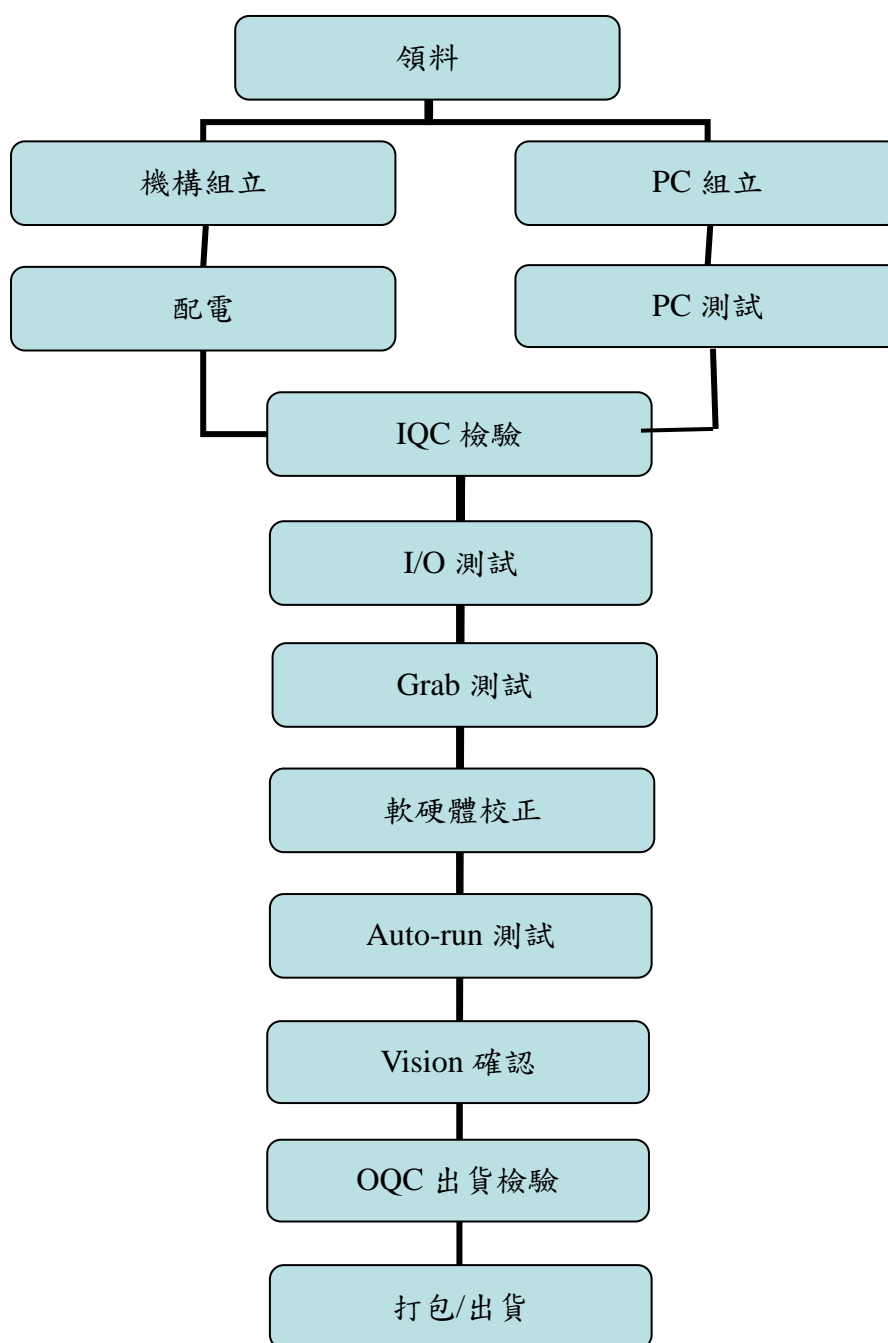 領料
機構組立
PC 組立
配電
PC 測試
IQC 檢驗
I/O 測試
Grab 測試
軟硬體校正
Auto-run 測試
Vision 確認
OQC 出貨檢驗
打包/出貨